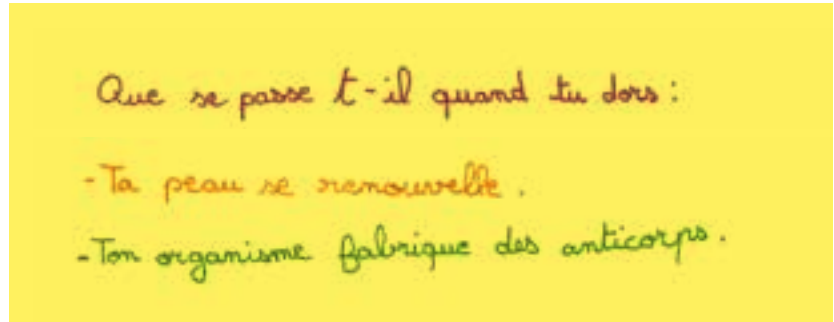 Que se passe t-il quand tu dors :
-Ta peau se renouvelle.
-Ton organisme fabrique des anticorps.